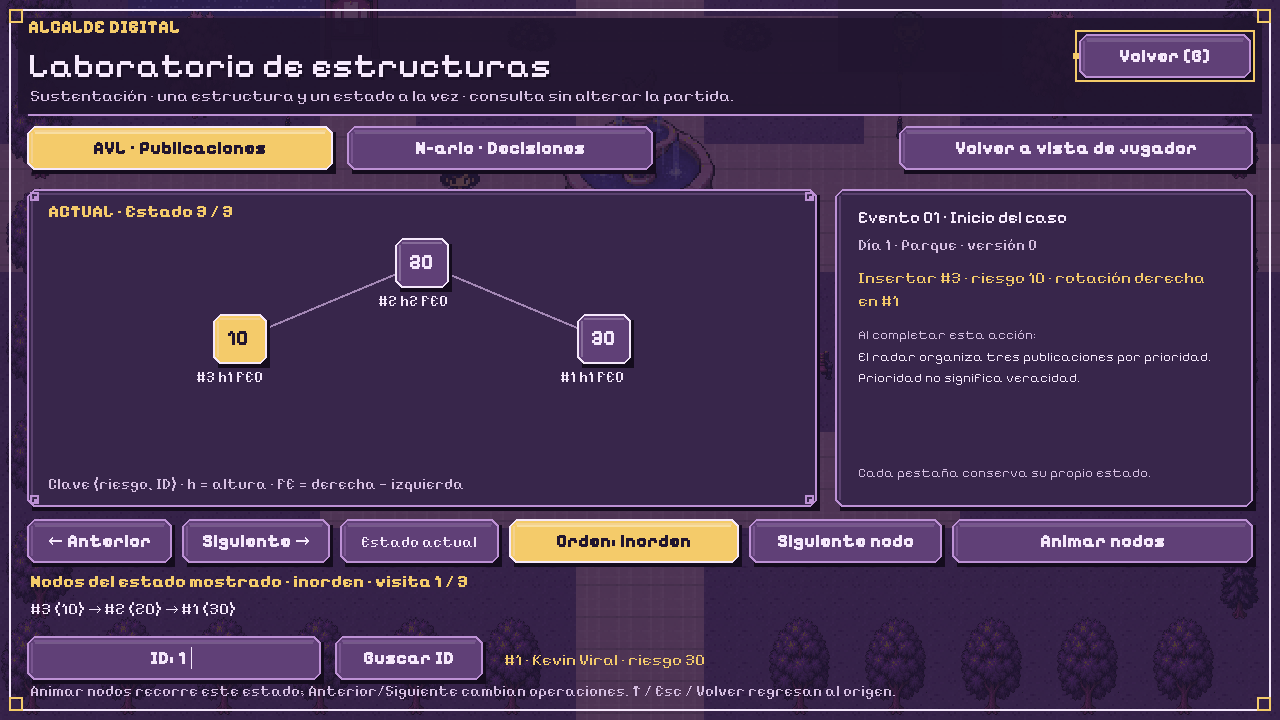 ALCALDE DIGITAL
Laboratorio de estructuras
Sustentación · una estructura y un estado a la vez · consulta sin alterar la partida.
Volver (B)
AVL · Publicaciones
N-ario · Decisiones
Volver a vista de jugador
ACTUAL · Estado 3 / 3
20
#2 h2 FE0
10
#3 h1 FE0
30
#1 h1 FE0
Clave (riesgo, ID) · h = altura · FE = derecha - izquierda
Evento 01 · Inicio del caso
Día 1 · Parque · versión 0
Insertar #3 · riesgo 10 · rotación derecha
en #1
Al completar esta acción:
El radar organiza tres publicaciones por prioridad.
Prioridad no significa veracidad.
Cada pestaña conserva su propio estado.
← Anterior
Siguiente →
Estado actual
Orden: inorden
Siguiente nodo
Animar nodos
Nodos del estado mostrado · inorden · visita 1 / 3
#3 (10) → #2 (20) → #1 (30)
ID: 1
Buscar ID
#1 · Kevin Viral · riesgo 30
Animar nodos recorre este estado; Anterior/Siguiente cambian operaciones. ↑ / Esc / Volver regresan al origen.